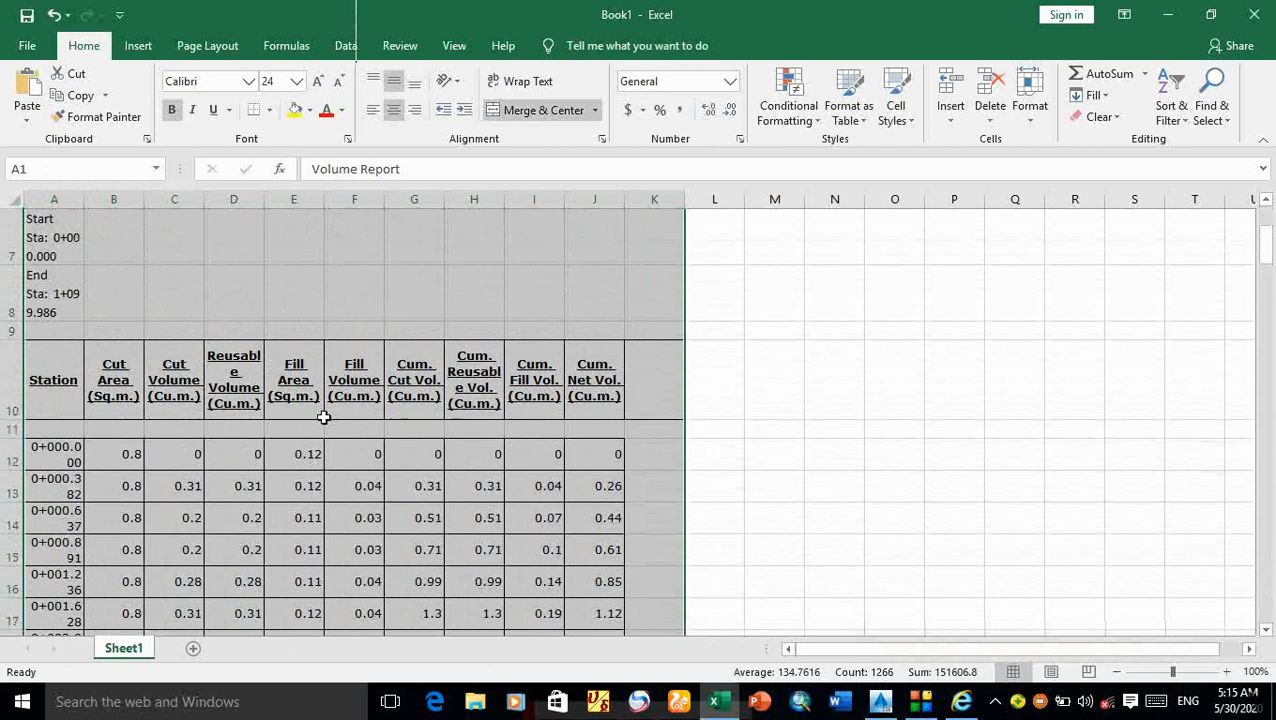 Book1 - Excel
Sign in
File Home Insert Page Layout Formulas Data Review View Help Tell me what you want to do Share
Paste
Cut
Copy
Format Painter
Clipboard
Calibri 24
B I U
Font
Wrap Text
Merge & Center
Alignment
General
$ % ,
Number
Conditional Formatting
Format as Table
Cell Styles
Styles
Insert Delete Format
Cells
AutoSum
Fill
Clear
Sort & Filter
Find & Select
Editing
A1 fx Volume Report
A B C D E F G H I J K L M N O P Q R S T
7 Start Sta: 0+000.000
8 End Sta: 1+099.986
9
10 Station Cut Area (Sq.m.) Cut Volume (Cu.m.) Reusable Volume (Cu.m.) Fill Area (Sq.m.) Fill Volume (Cu.m.) Cum. Cut Vol. (Cu.m.) Cum. Reusable Vol. (Cu.m.) Cum. Fill Vol. (Cu.m.) Cum. Net Vol. (Cu.m.)
11
12 0+000.000 0.8 0 0 0.12 0 0 0 0 0
13 0+000.382 0.8 0.31 0.31 0.12 0.04 0.31 0.31 0.04 0.26
14 0+000.637 0.8 0.2 0.2 0.11 0.03 0.51 0.51 0.07 0.44
15 0+000.891 0.8 0.2 0.2 0.11 0.03 0.71 0.71 0.1 0.61
16 0+001.236 0.8 0.28 0.28 0.11 0.04 0.99 0.99 0.14 0.85
17 0+001.628 0.8 0.31 0.31 0.12 0.04 1.3 1.3 0.19 1.12
Sheet1
Ready Average: 134.7616 Count: 1266 Sum: 151606.8 100%
Search the web and Windows
ENG
5:15 AM
5/30/2020